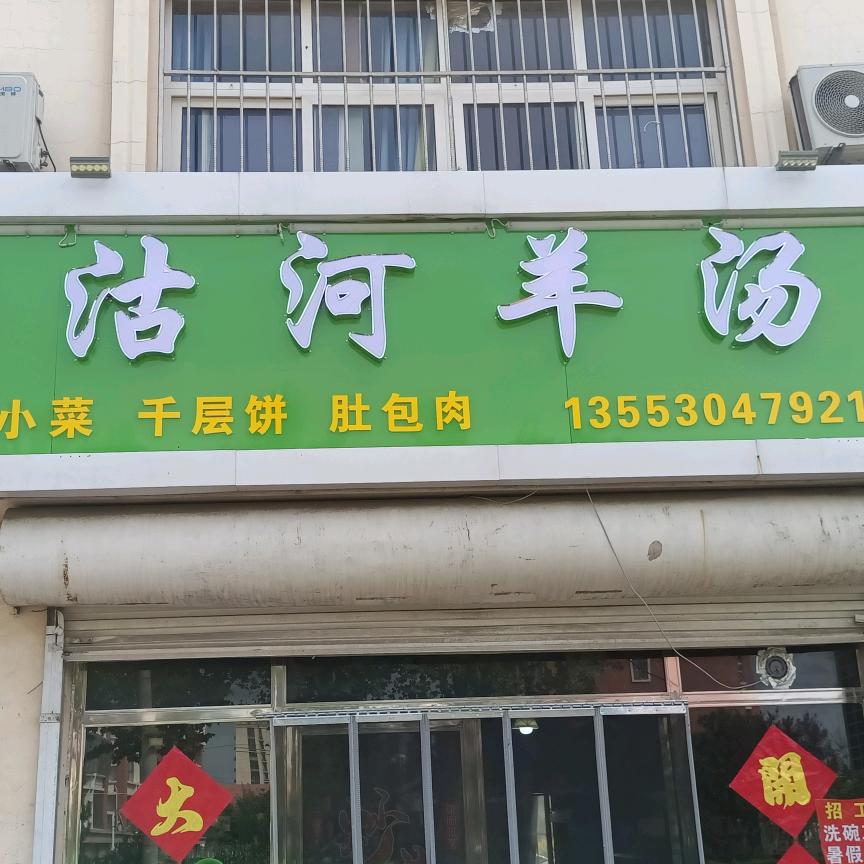 沽河羊汤
小菜 千层饼 肚包肉 13553047921
大
開
招工
洗碗
暑假